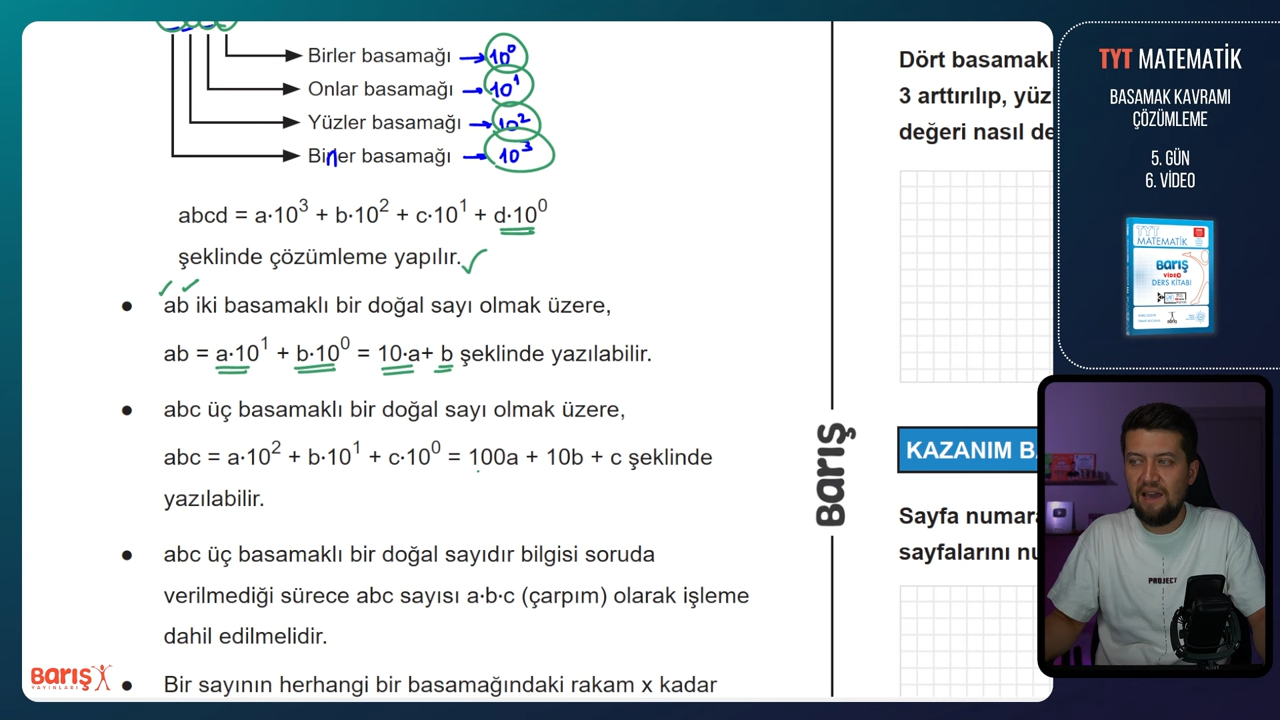 Birler basamağı → 10⁰
Onlar basamağı → 10¹
Yüzler basamağı → 10²
Binler basamağı → 10³
abcd = a·10³ + b·10² + c·10¹ + d·10⁰
şeklinde çözümleme yapılır.
• ab iki basamaklı bir doğal sayı olmak üzere,
ab = a·10¹ + b·10⁰ = 10·a+ b şeklinde yazılabilir.
• abc üç basamaklı bir doğal sayı olmak üzere,
abc = a·10² + b·10¹ + c·10⁰ = 100a + 10b + c şeklinde
yazılabilir.
• abc üç basamaklı bir doğal sayıdır bilgisi soruda
verilmediği sürece abc sayısı a·b·c (çarpım) olarak işleme
dahil edilmelidir.
• Bir sayının herhangi bir basamağındaki rakam x kadar
BARIŞ
YAYINLARI
Barış
Dört basamakl
3 arttırılıp, yüz
değeri nasıl de
KAZANIM B
Sayfa numara
sayfalarını nu
TYT MATEMATİK
BASAMAK KAVRAMI
ÇÖZÜMLEME
5. GÜN
6. VİDEO
TYT
MATEMATİK
Barış
VİDEO
DERS KİTABI
PROJECT